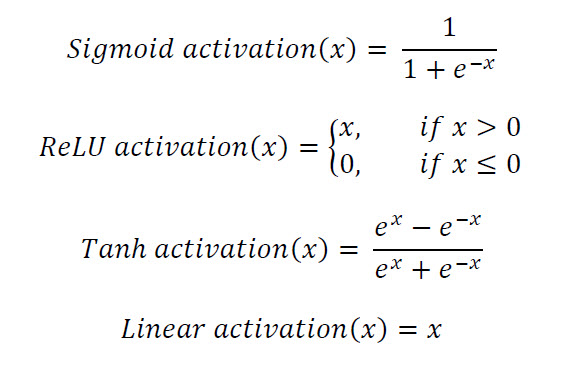 Sigmoid activation(x) = 1 / (1 + e^{−x})
ReLU activation(x) = { x, if x > 0
0, if x ≤ 0
Tanh activation(x) = (e^x − e^{−x}) / (e^x + e^{−x})
Linear activation(x) = x